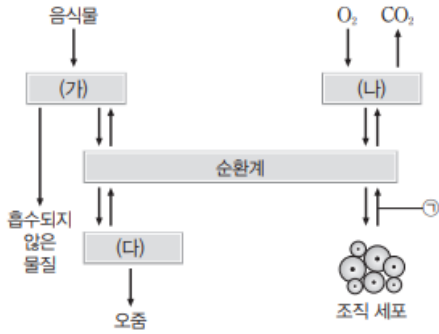 음식물
O₂ CO₂
(가)
(나)
순환계
㉠
흡수되지
않은
물질
(다)
오줌
조직 세포